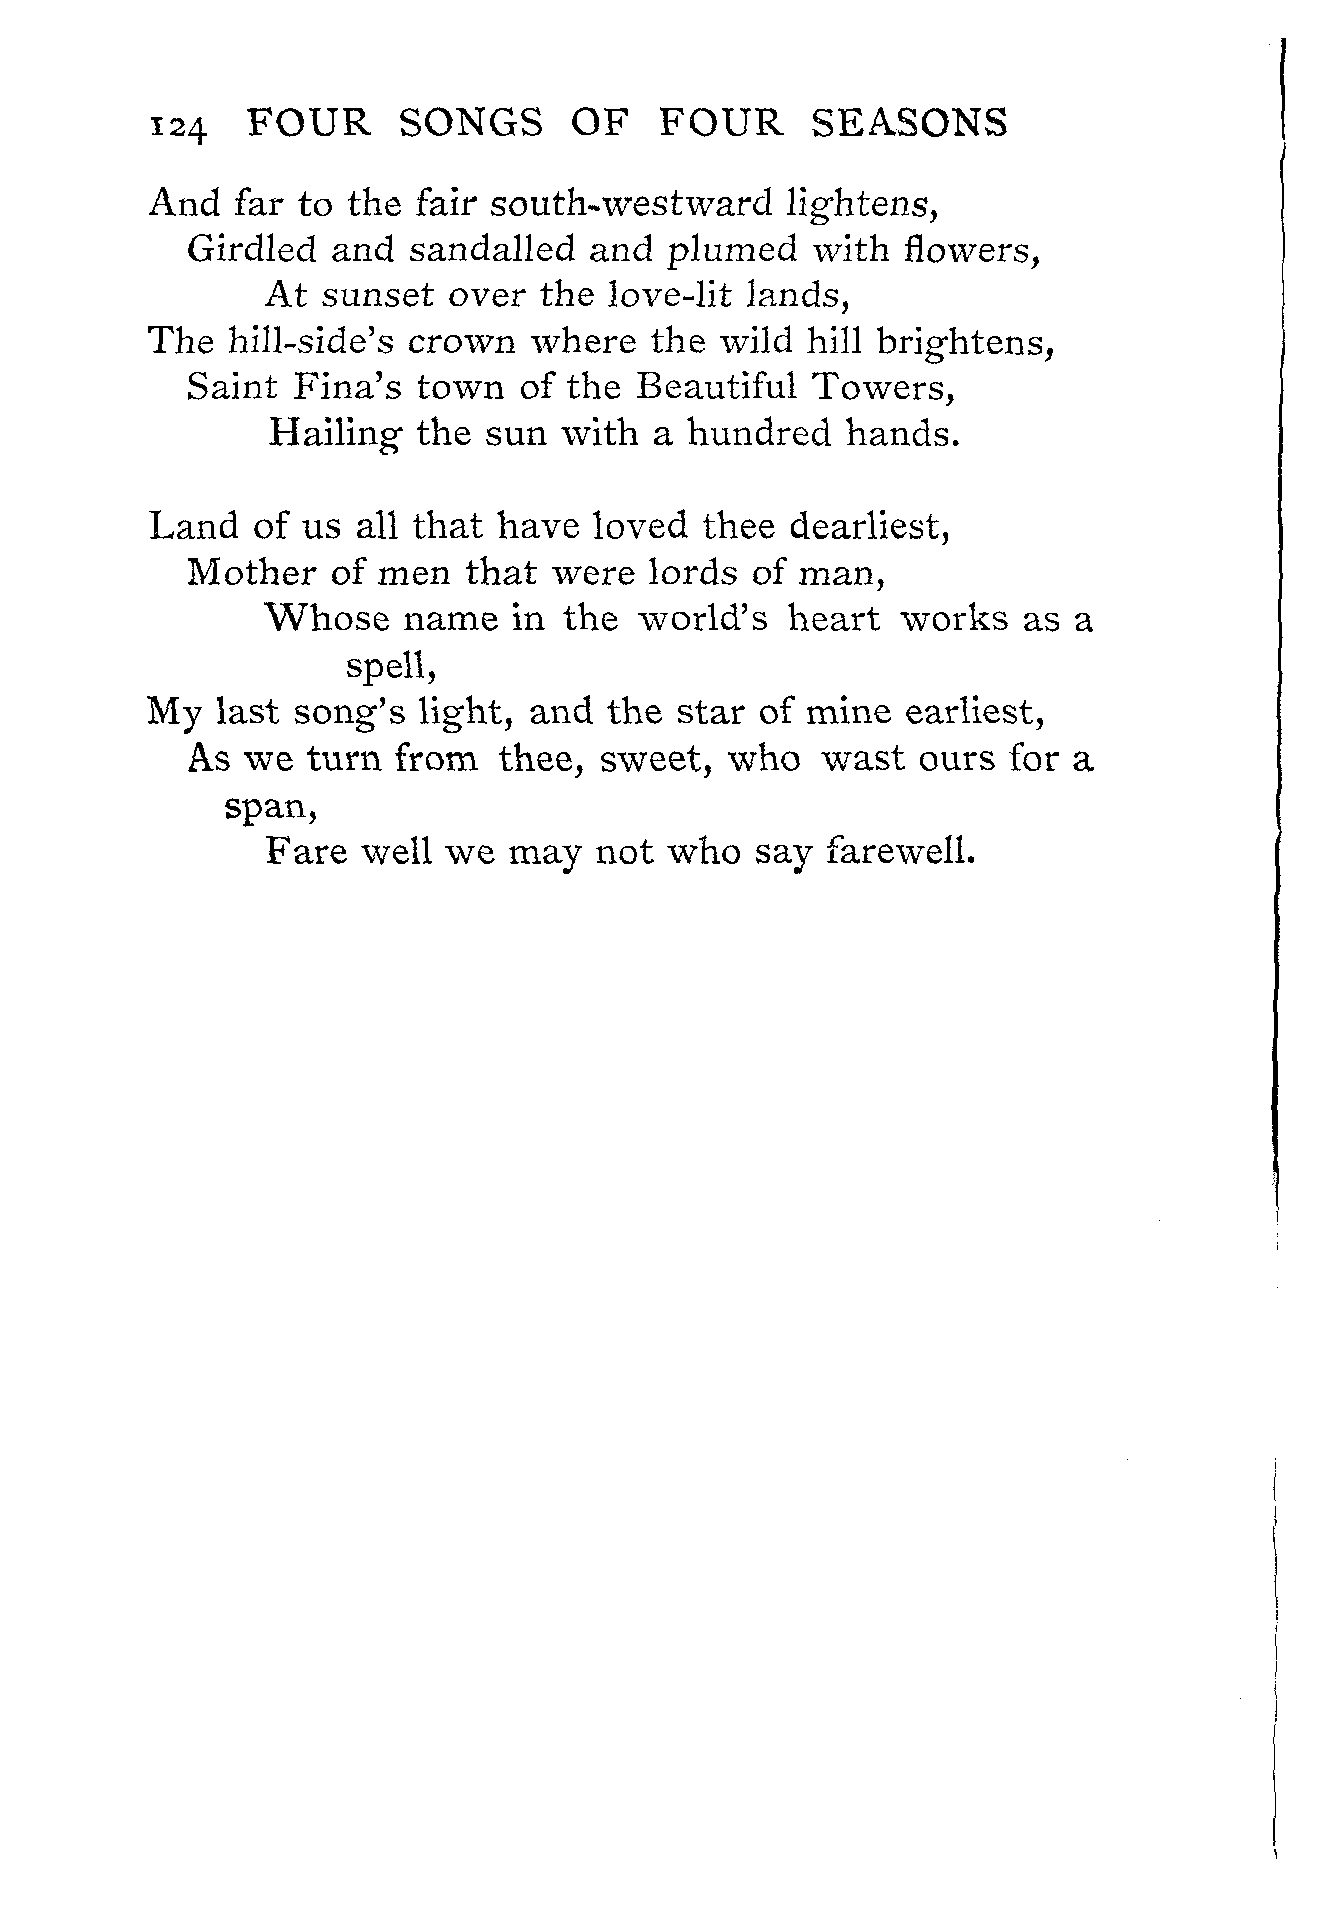 124 FOUR SONGS OF FOUR SEASONS
And far to the fair south-westward lightens,
Girdled and sandalled and plumed with flowers,
At sunset over the love-lit lands,
The hill-side's crown where the wild hill brightens,
Saint Fina's town of the Beautiful Towers,
Hailing the sun with a hundred hands.
Land of us all that have loved thee dearliest,
Mother of men that were lords of man,
Whose name in the world's heart works as a
spell,
My last song's light, and the star of mine earliest,
As we turn from thee, sweet, who wast ours for a
span,
Fare well we may not who say farewell.